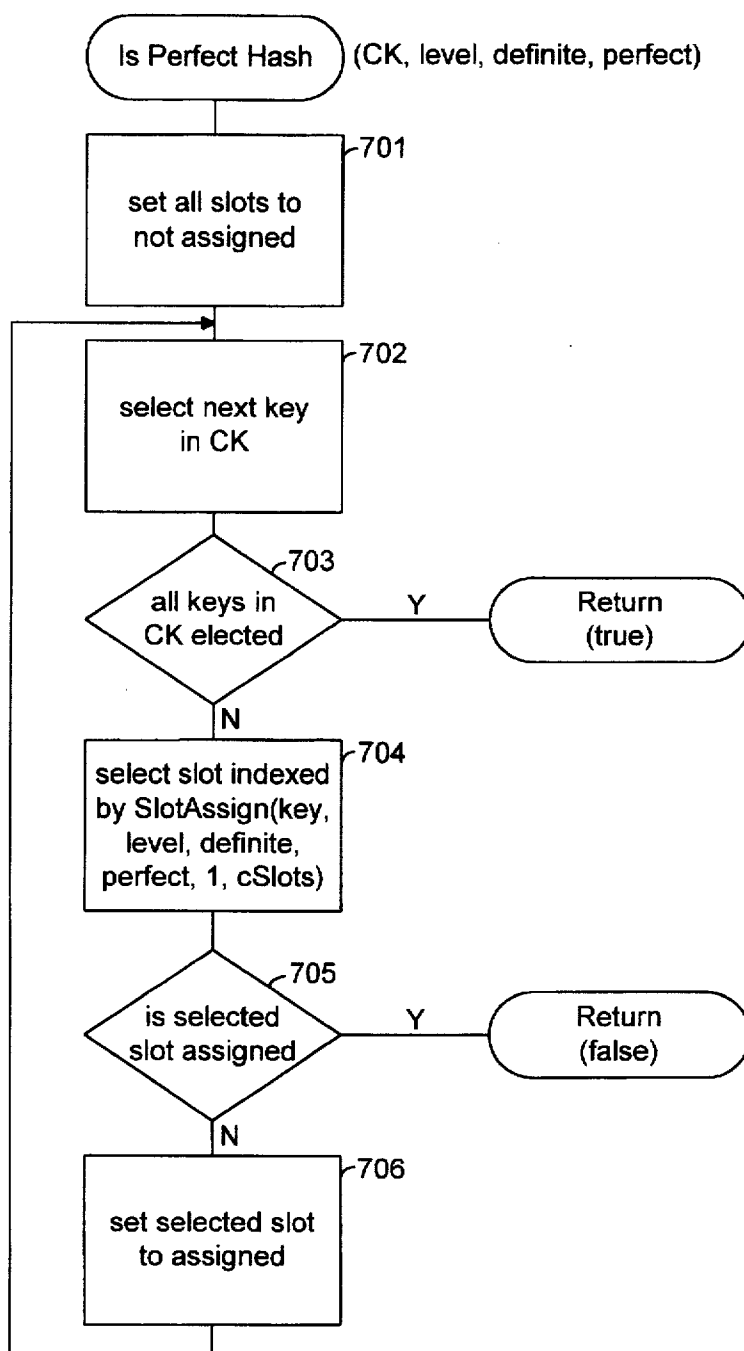 Is Perfect Hash (CK, level, definite, perfect)
701
set all slots to
not assigned
702
select next key
in CK
703
all keys in
CK elected
Y
Return
(true)
N
704
select slot indexed
by SlotAssign(key,
level, definite,
perfect, 1, cSlots)
705
is selected
slot assigned
Y
Return
(false)
N
706
set selected slot
to assigned